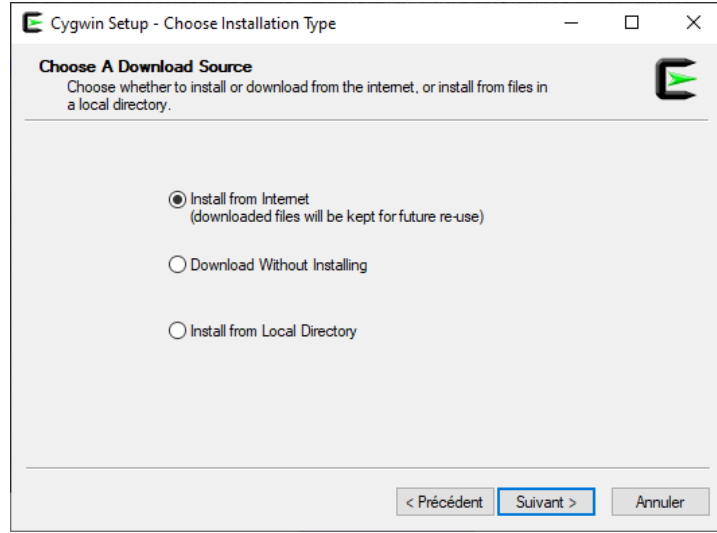 Cygwin Setup - Choose Installation Type
Choose A Download Source
Choose whether to install or download from the internet, or install from files in
a local directory.
Install from Internet
(downloaded files will be kept for future re-use)
Download Without Installing
Install from Local Directory
< Précédent
Suivant >
Annuler